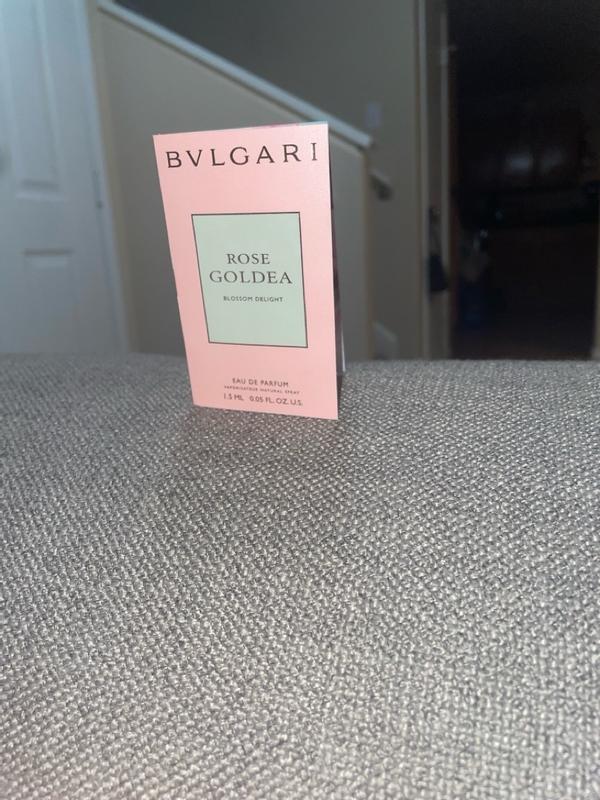 BVLGARI
ROSE
GOLDEA
BLOSSOM DELIGHT
EAU DE PARFUM
VAPORISATEUR NATURAL SPRAY
1.5 ML 0.05 FL. OZ. U.S.